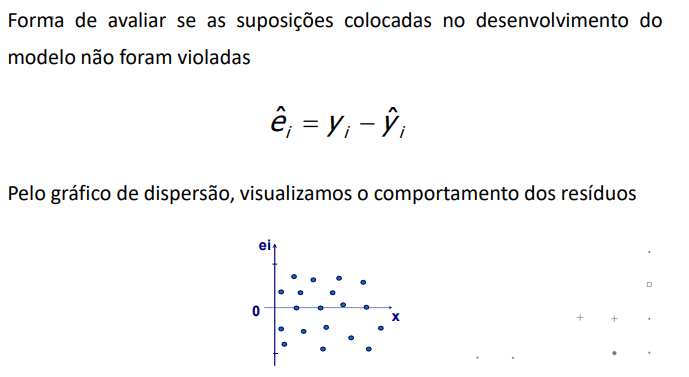 Forma de avaliar se as suposições colocadas no desenvolvimento do
modelo não foram violadas
ê_i = y_i − ŷ_i
Pelo gráfico de dispersão, visualizamos o comportamento dos resíduos
ei
0
x